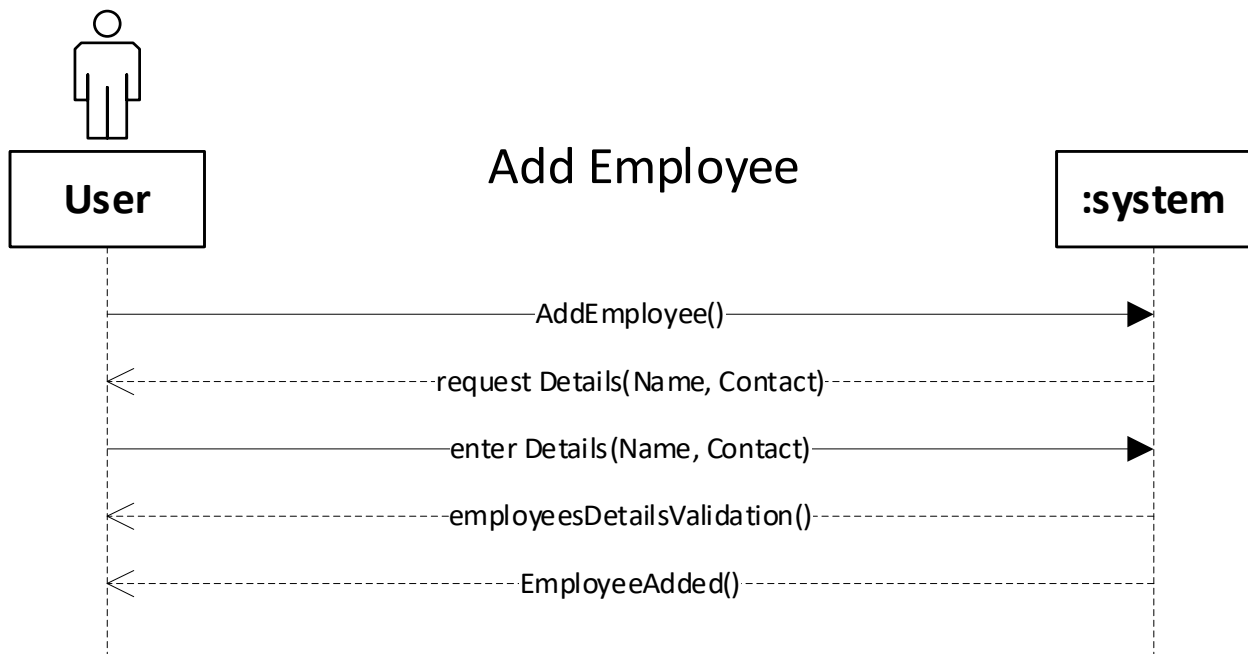 Add Employee
User
:system
AddEmployee()
request Details(Name, Contact)
enter Details(Name, Contact)
employeesDetailsValidation()
EmployeeAdded()